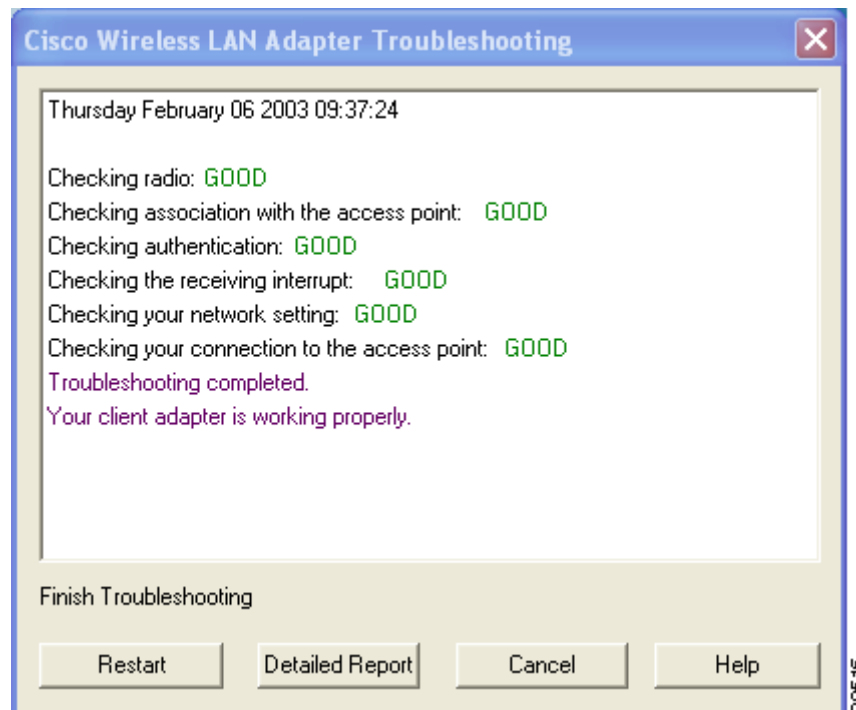 Cisco Wireless LAN Adapter Troubleshooting
Thursday February 06 2003 09:37:24
Checking radio: GOOD
Checking association with the access point: GOOD
Checking authentication: GOOD
Checking the receiving interrupt: GOOD
Checking your network setting: GOOD
Checking your connection to the access point: GOOD
Troubleshooting completed.
Your client adapter is working properly.
Finish Troubleshooting
Restart Detailed Report Cancel Help